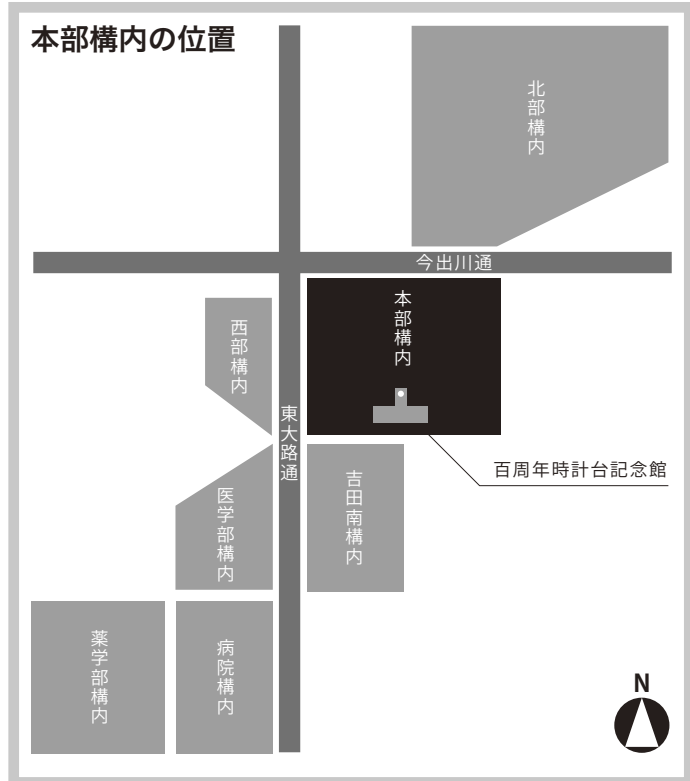 本部構内の位置
北部構内
今出川通
本部構内
西部構内
東大路通
百周年時計台記念館
吉田南構内
医学部構内
薬学部構内
病院構内
N